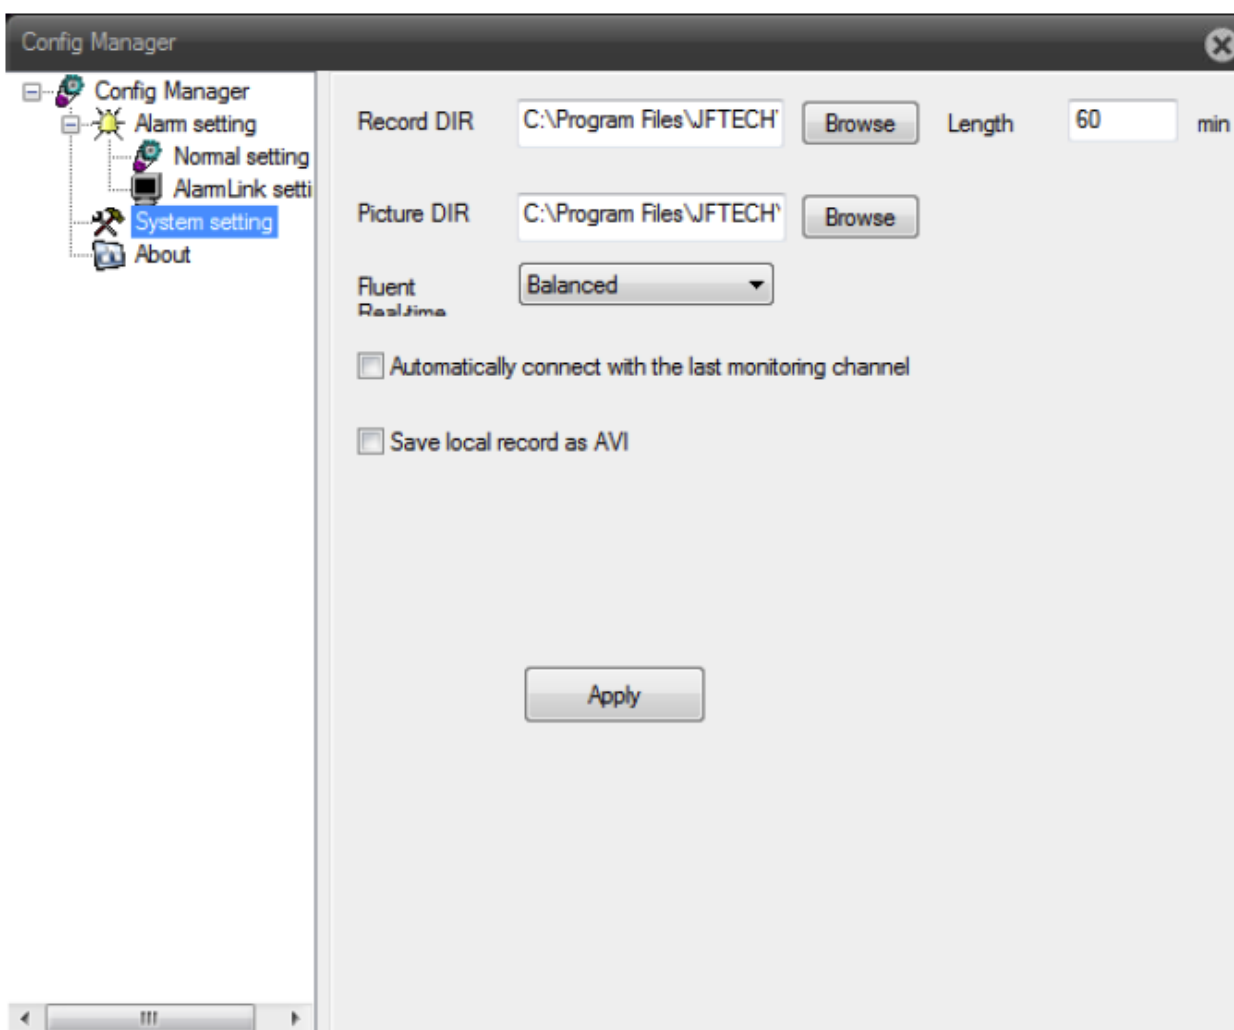 Config Manager
Config Manager
Alarm setting
Normal setting
AlarmLink setti
System setting
About
Record DIR C:\Program Files\JFTECH Browse Length 60 min
Picture DIR C:\Program Files\JFTECH\ Browse
Fluent Balanced
Real-time
Automatically connect with the last monitoring channel
Save local record as AVI
Apply